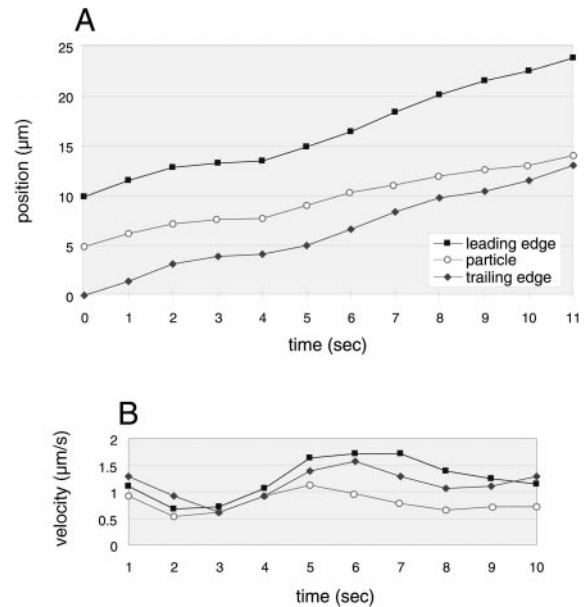 A
25
20
15
10
5
0
position (µm)
leading edge
particle
trailing edge
0 1 2 3 4 5 6 7 8 9 10 11
time (sec)
B
2
1.5
1
0.5
0
velocity (µm/s)
1 2 3 4 5 6 7 8 9 10
time (sec)